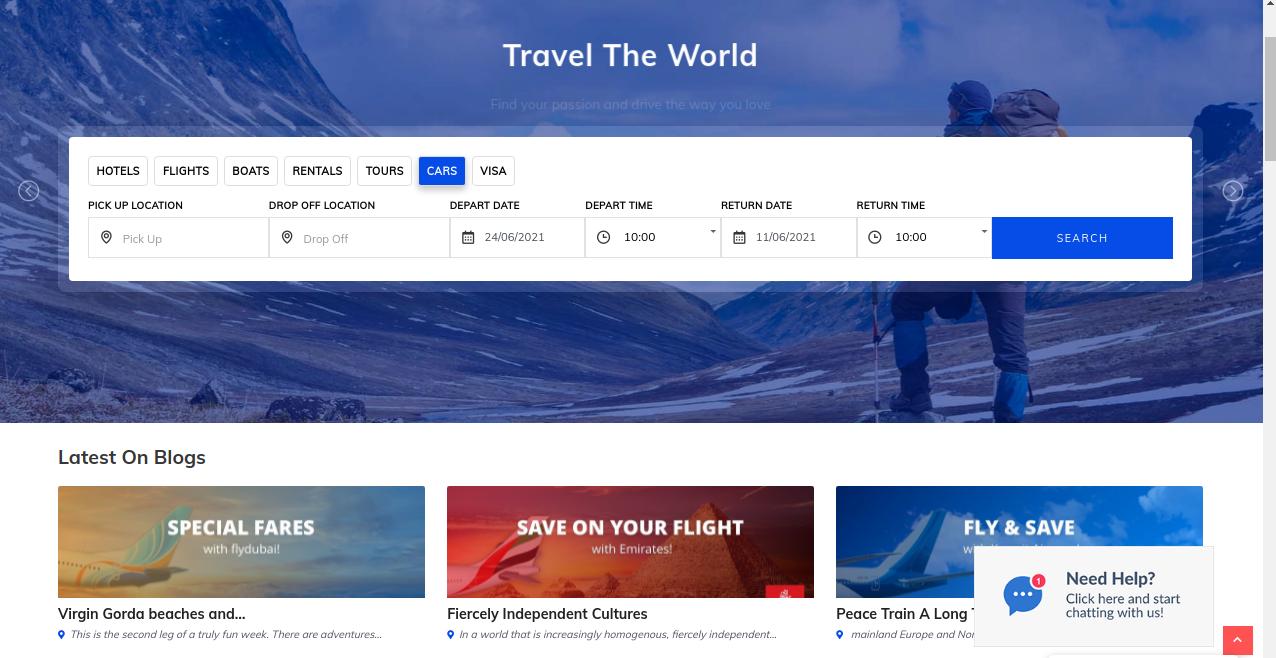 Travel The World
Find your passion and drive the way you love
HOTELS FLIGHTS BOATS RENTALS TOURS CARS VISA
PICK UP LOCATION DROP OFF LOCATION DEPART DATE DEPART TIME RETURN DATE RETURN TIME
Pick Up Drop Off 24/06/2021 10:00 11/06/2021 10:00 SEARCH
Latest On Blogs
SPECIAL FARES
with flydubai!
SAVE ON YOUR FLIGHT
with Emirates!
FLY & SAVE
Virgin Gorda beaches and...
This is the second leg of a truly fun week. There are adventures...
Fiercely Independent Cultures
In a world that is increasingly homogenous, fiercely independent...
Peace Train A Long
mainland Europe and
1
Need Help?
Click here and start
chatting with us!